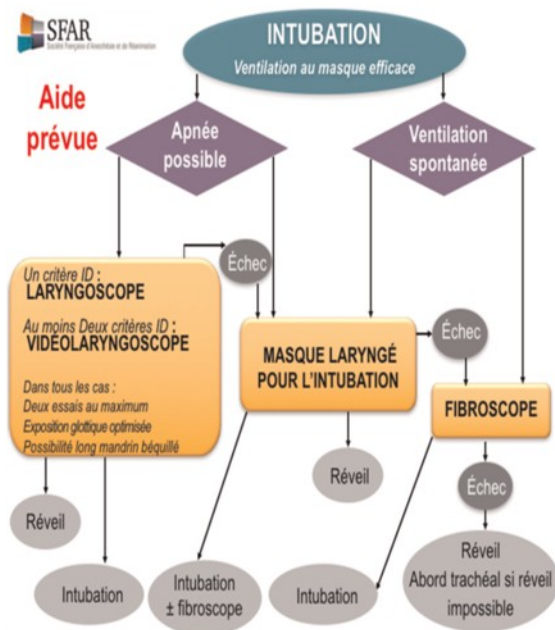 SFAR
Société Française d'Anesthésie et de Réanimation
INTUBATION
Ventilation au masque efficace
Aide
prévue
Apnée
possible
Ventilation
spontanée
Échec
Un critère ID :
LARYNGOSCOPE
Au moins Deux critères ID :
VIDÉOLARYNGOSCOPE
Dans tous les cas :
Deux essais au maximum
Exposition glottique optimisée
Possibilité long mandrin béquillé
MASQUE LARYNGÉ
POUR L'INTUBATION
Échec
FIBROSCOPE
Réveil
Réveil
Échec
Intubation
Intubation
± fibroscope
Intubation
Réveil
Abord trachéal si réveil
impossible